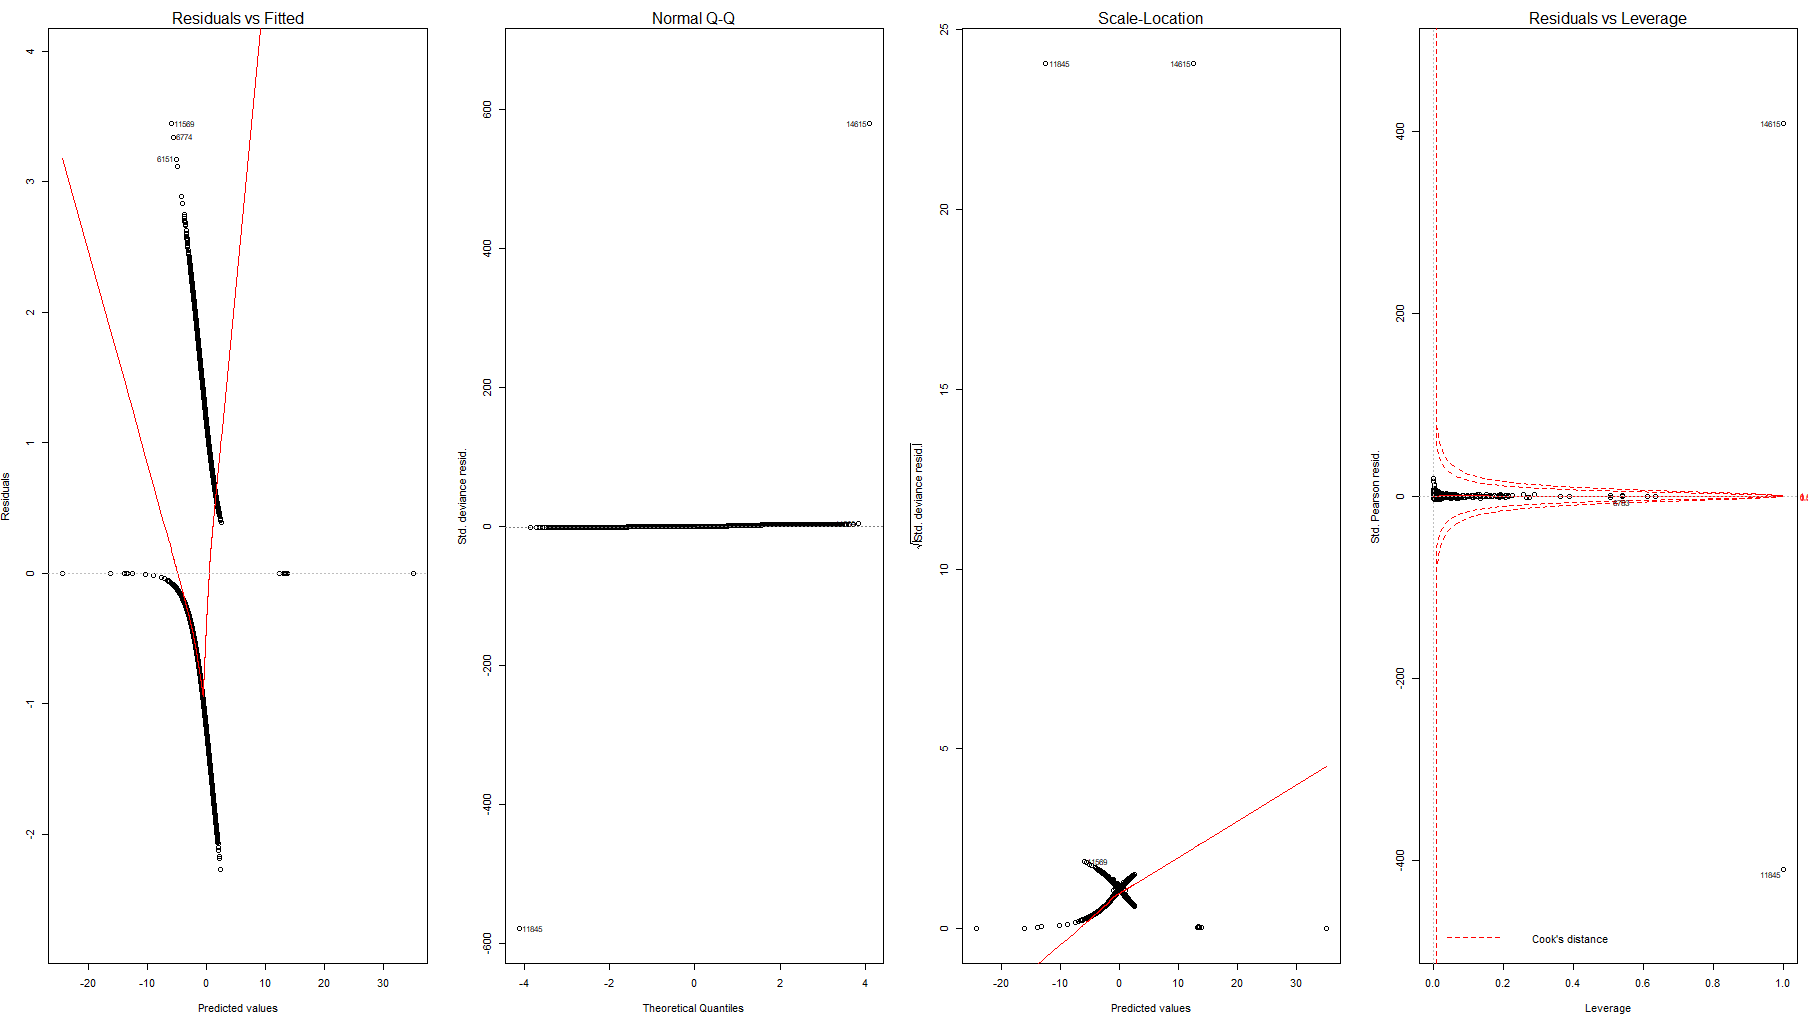 Residuals vs Fitted
4
3
2
1
0
-1
-2
Residuals
11569
6774
6151
-20 -10 0 10 20 30
Predicted values
Normal Q-Q
600
400
200
0
-200
-400
-600
Std. deviance resid.
14615
11845
-4 -2 0 2 4
Theoretical Quantiles
Scale-Location
25
20
15
10
5
0
√|Std. deviance resid.|
11845
14615
11569
-20 -10 0 10 20 30
Predicted values
Residuals vs Leverage
400
200
0
-200
-400
Std. Pearson resid.
14615
11845
Cook's distance
0.0 0.2 0.4 0.6 0.8 1.0
Leverage